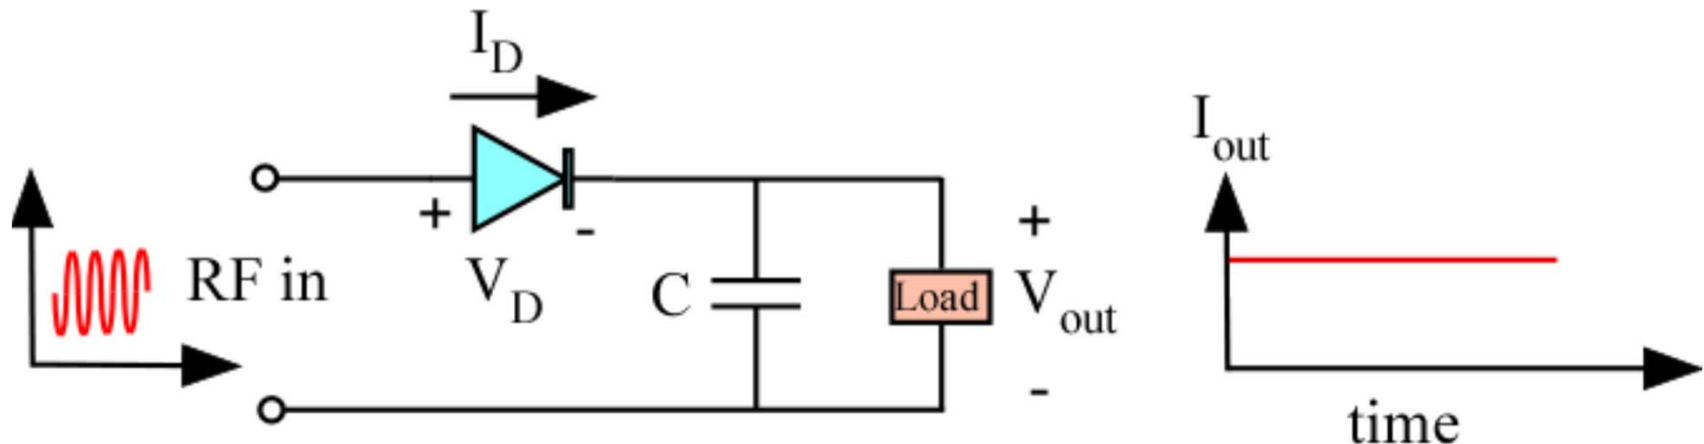 I_D
I_out
+
-
+
RF in
V_D
C
Load
V_out
-
time